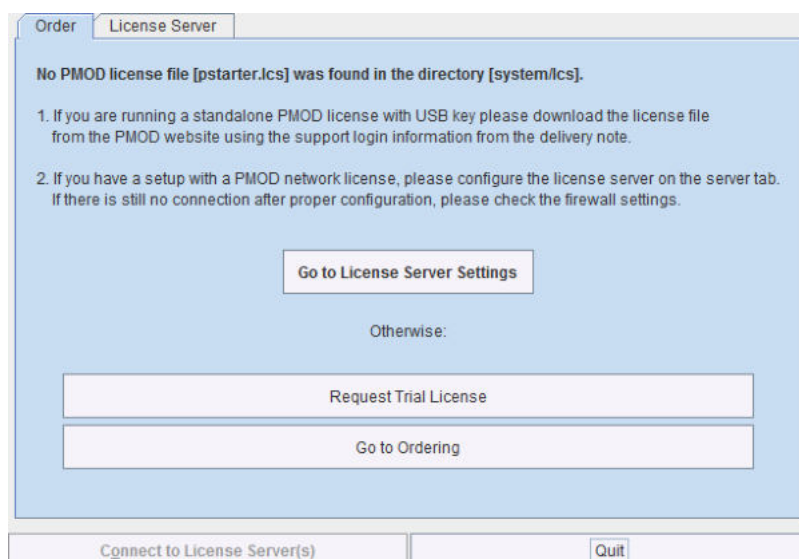 Order License Server
No PMOD license file [pstarter.lcs] was found in the directory [system/lcs].
1. If you are running a standalone PMOD license with USB key please download the license file
from the PMOD website using the support login information from the delivery note.
2. If you have a setup with a PMOD network license, please configure the license server on the server tab.
If there is still no connection after proper configuration, please check the firewall settings.
Go to License Server Settings
Otherwise:
Request Trial License
Go to Ordering
Connect to License Server(s) Quit